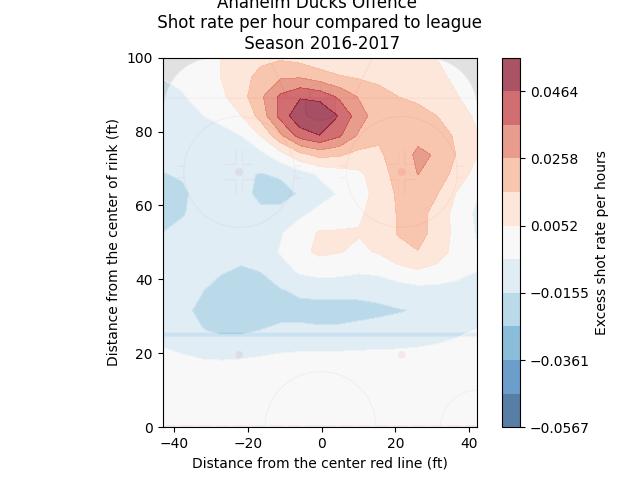 Anaheim Ducks Offence
Shot rate per hour compared to league
Season 2016-2017
100
80
60
40
20
0
−40
−20
0
20
40
Distance from the center of rink (ft)
Distance from the center red line (ft)
0.0464
0.0258
0.0052
−0.0155
−0.0361
−0.0567
Excess shot rate per hours